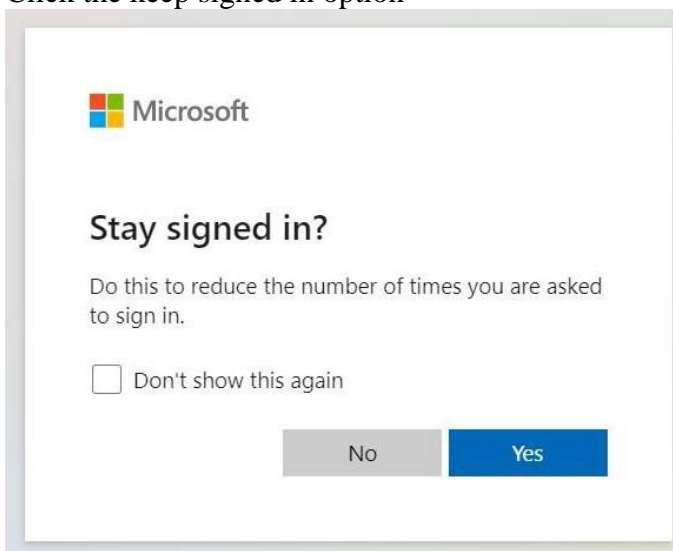 Click the keep signed in option
Microsoft
Stay signed in?
Do this to reduce the number of times you are asked
to sign in.
Don't show this again
No
Yes